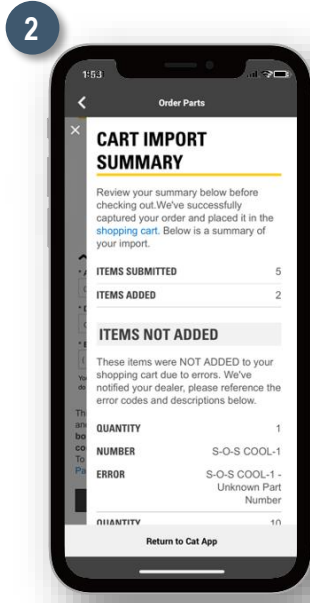 2
1:53
Order Parts
CART IMPORT
SUMMARY
Review your summary below before
checking out.We've successfully
captured your order and placed it in the
shopping cart. Below is a summary of
your import.
ITEMS SUBMITTED 5
ITEMS ADDED 2
ITEMS NOT ADDED
These items were NOT ADDED to your
shopping cart due to errors. We've
notified your dealer, please reference the
error codes and descriptions below.
QUANTITY 1
NUMBER S-O-S COOL-1
ERROR S-O-S COOL-1 -
Unknown Part
Number
QUANTITY 10
Return to Cat App